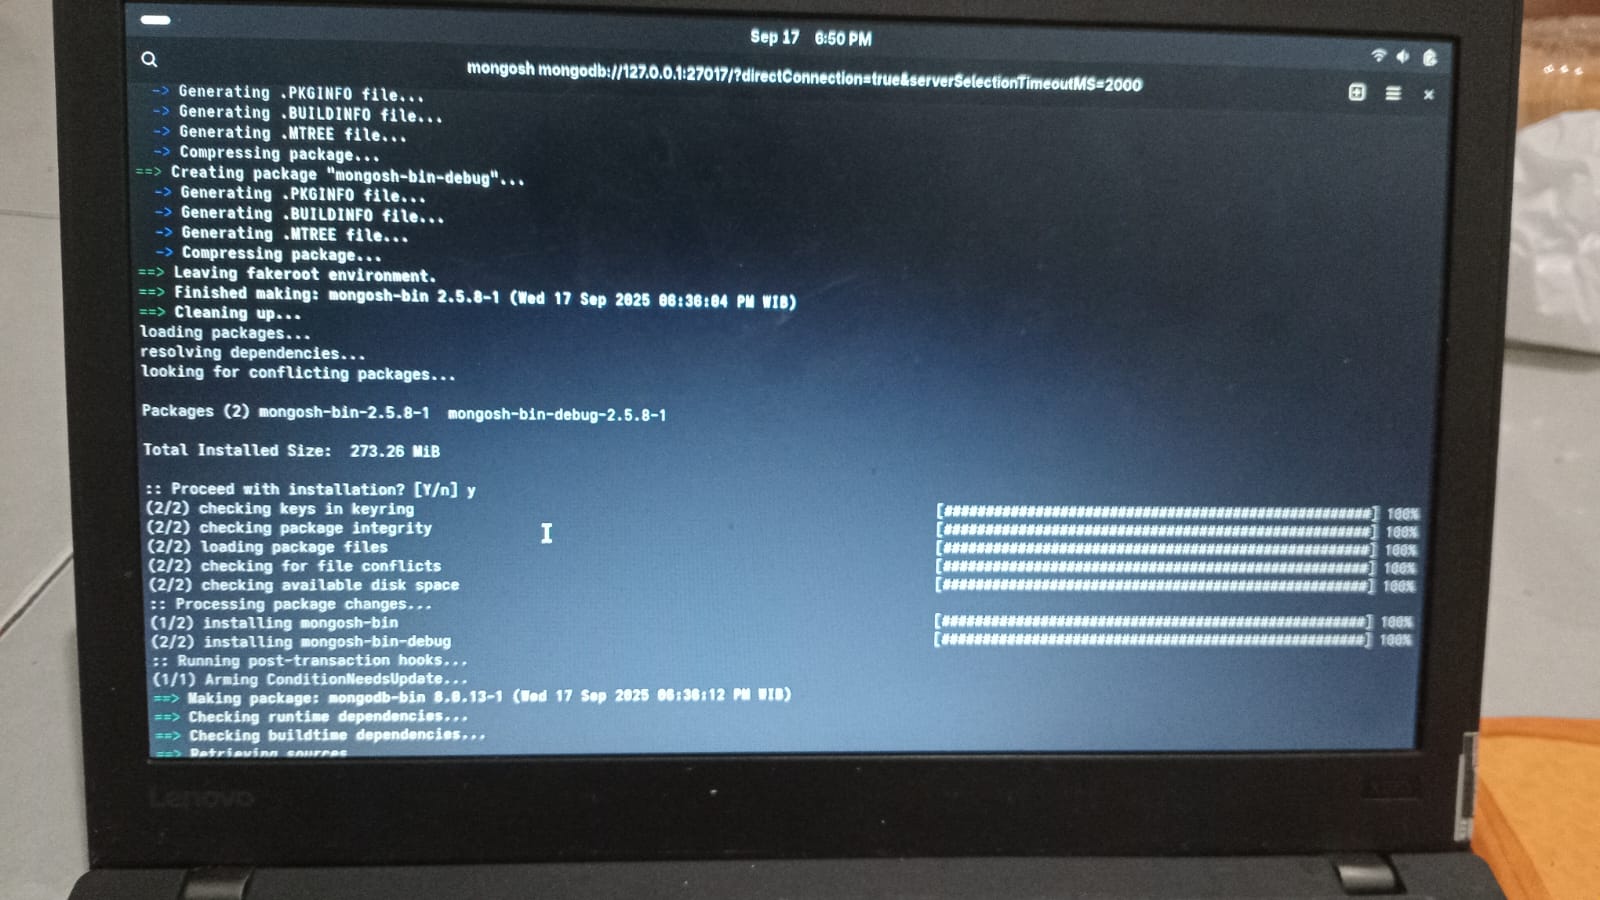 Sep 17 6:50 PM
mongosh mongodb://127.0.0.1:27017/?directConnection=true&serverSelectionTimeoutMS=2000
-> Generating .PKGINFO file...
-> Generating .BUILDINFO file...
-> Generating .MTREE file...
-> Compressing package...
==> Creating package "mongosh-bin-debug"...
-> Generating .PKGINFO file...
-> Generating .BUILDINFO file...
-> Generating .MTREE file...
-> Compressing package...
==> Leaving fakeroot environment.
==> Finished making: mongosh-bin 2.5.8-1 (Wed 17 Sep 2025 06:36:04 PM WIB)
==> Cleaning up...
loading packages...
resolving dependencies...
looking for conflicting packages...
Packages (2) mongosh-bin-2.5.8-1 mongosh-bin-debug-2.5.8-1
Total Installed Size: 273.26 MiB
:: Proceed with installation? [Y/n] y
(2/2) checking keys in keyring [##################################################] 100%
(2/2) checking package integrity [##################################################] 100%
(2/2) loading package files [##################################################] 100%
(2/2) checking for file conflicts [##################################################] 100%
(2/2) checking available disk space [##################################################] 100%
:: Processing package changes...
(1/2) installing mongosh-bin [##################################################] 100%
(2/2) installing mongosh-bin-debug [##################################################] 100%
:: Running post-transaction hooks...
(1/1) Arming ConditionNeedsUpdate...
==> Making package: mongodb-bin 8.0.13-1 (Wed 17 Sep 2025 06:36:12 PM WIB)
==> Checking runtime dependencies...
==> Checking buildtime dependencies...
==> Retrieving sources
Lenovo